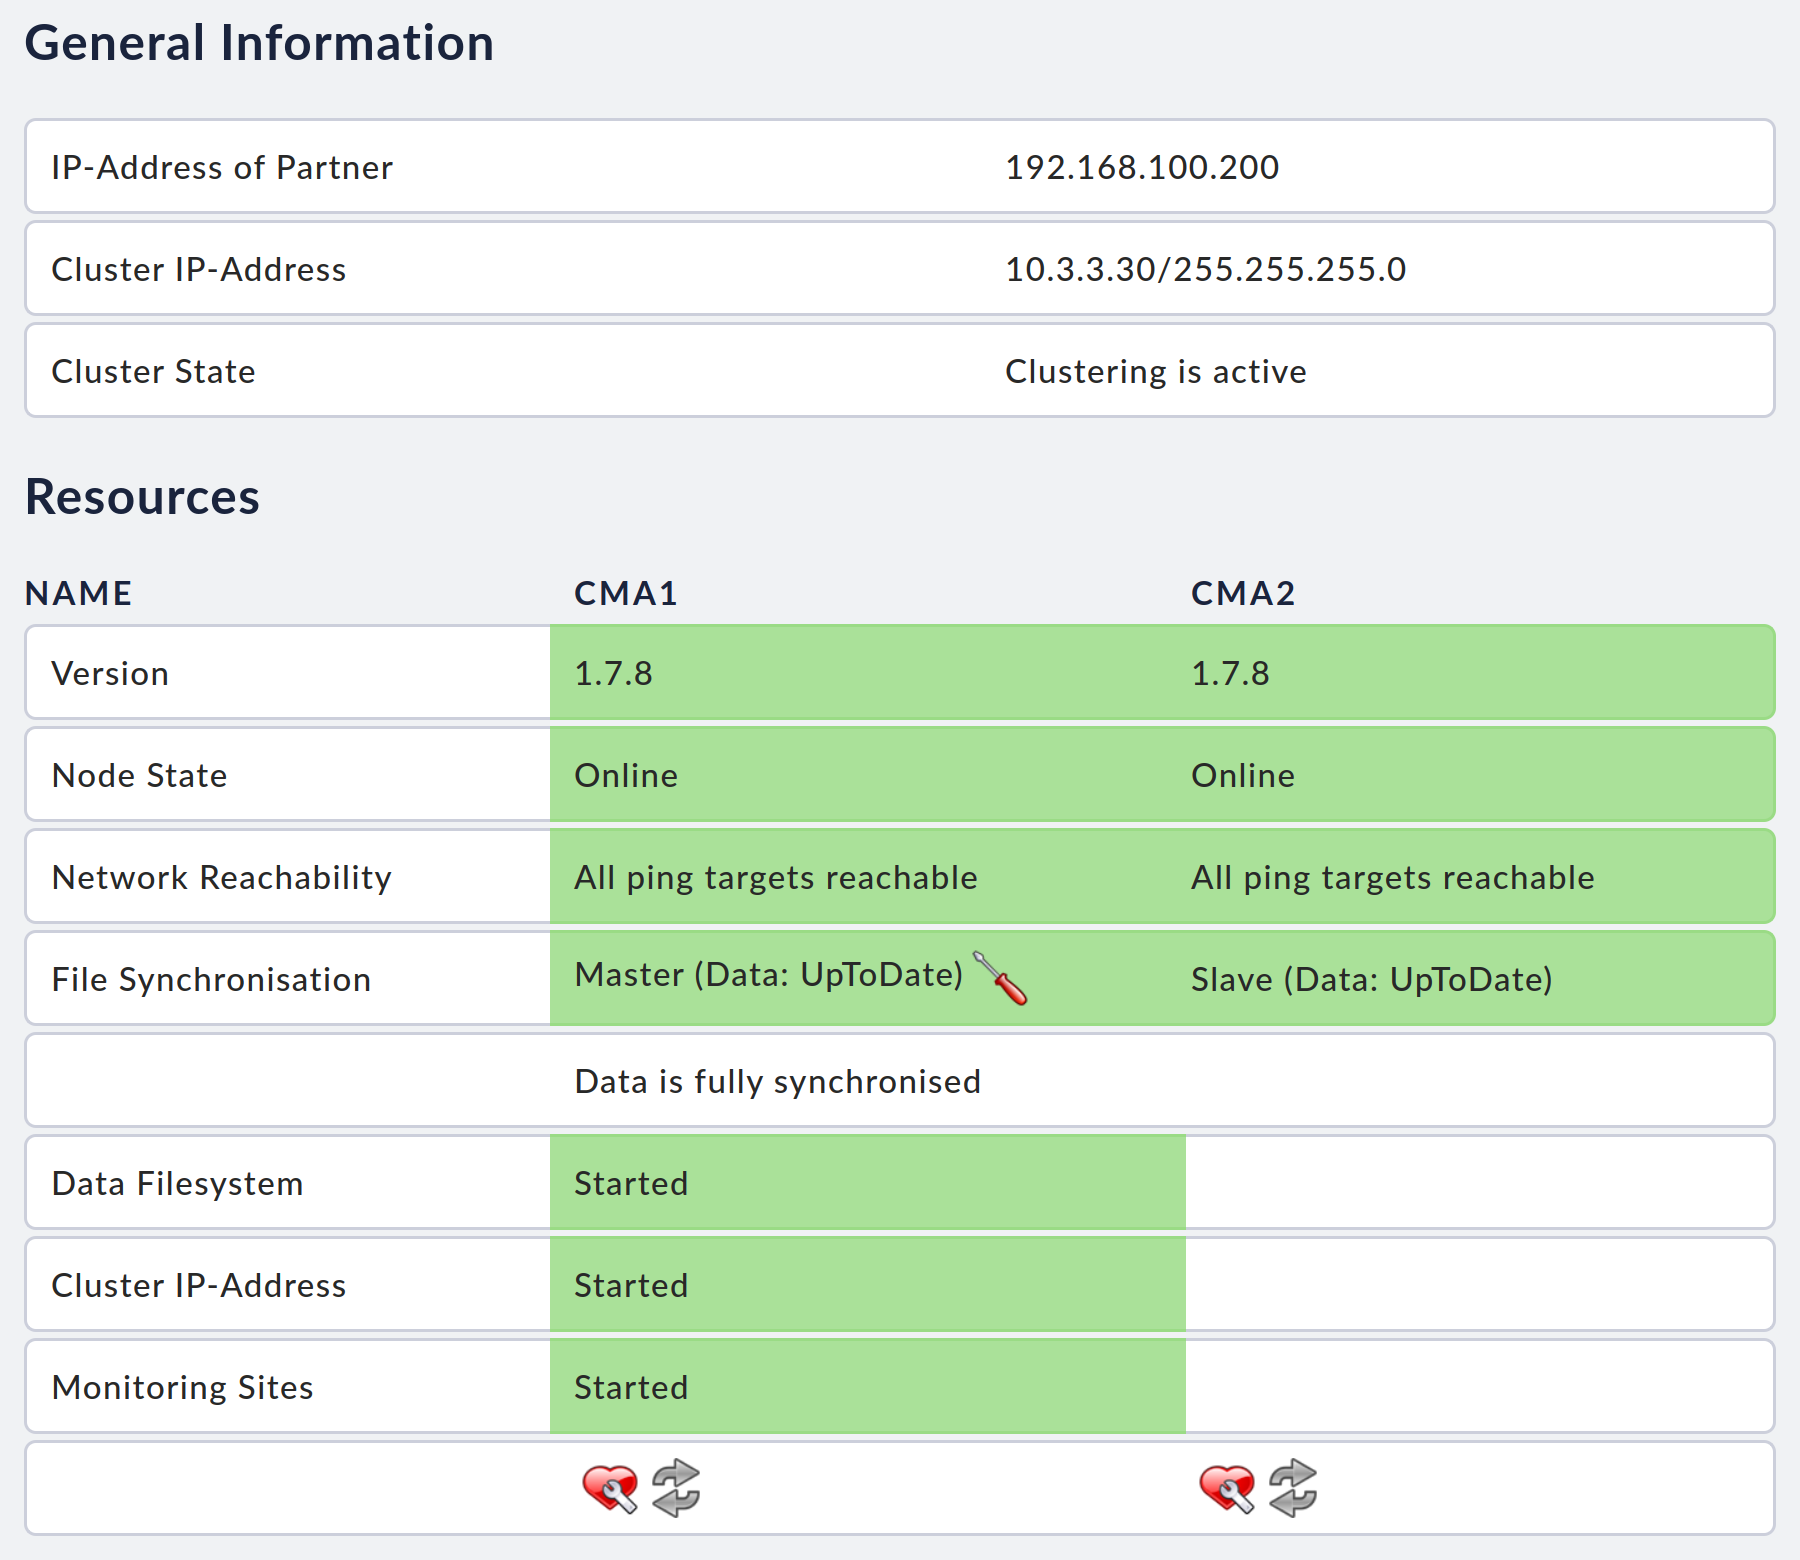 General Information
IP-Address of Partner 192.168.100.200
Cluster IP-Address 10.3.3.30/255.255.255.0
Cluster State Clustering is active
Resources
NAME CMA1 CMA2
Version 1.7.8 1.7.8
Node State Online Online
Network Reachability All ping targets reachable All ping targets reachable
File Synchronisation Master (Data: UpToDate) Slave (Data: UpToDate)
Data is fully synchronised
Data Filesystem Started
Cluster IP-Address Started
Monitoring Sites Started